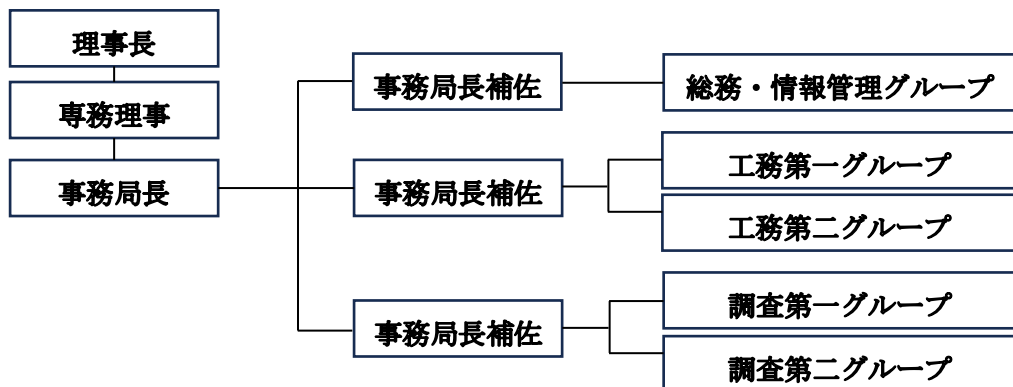 理事長
専務理事
事務局長
事務局長補佐
総務・情報管理グループ
事務局長補佐
工務第一グループ
工務第二グループ
事務局長補佐
調査第一グループ
調査第二グループ